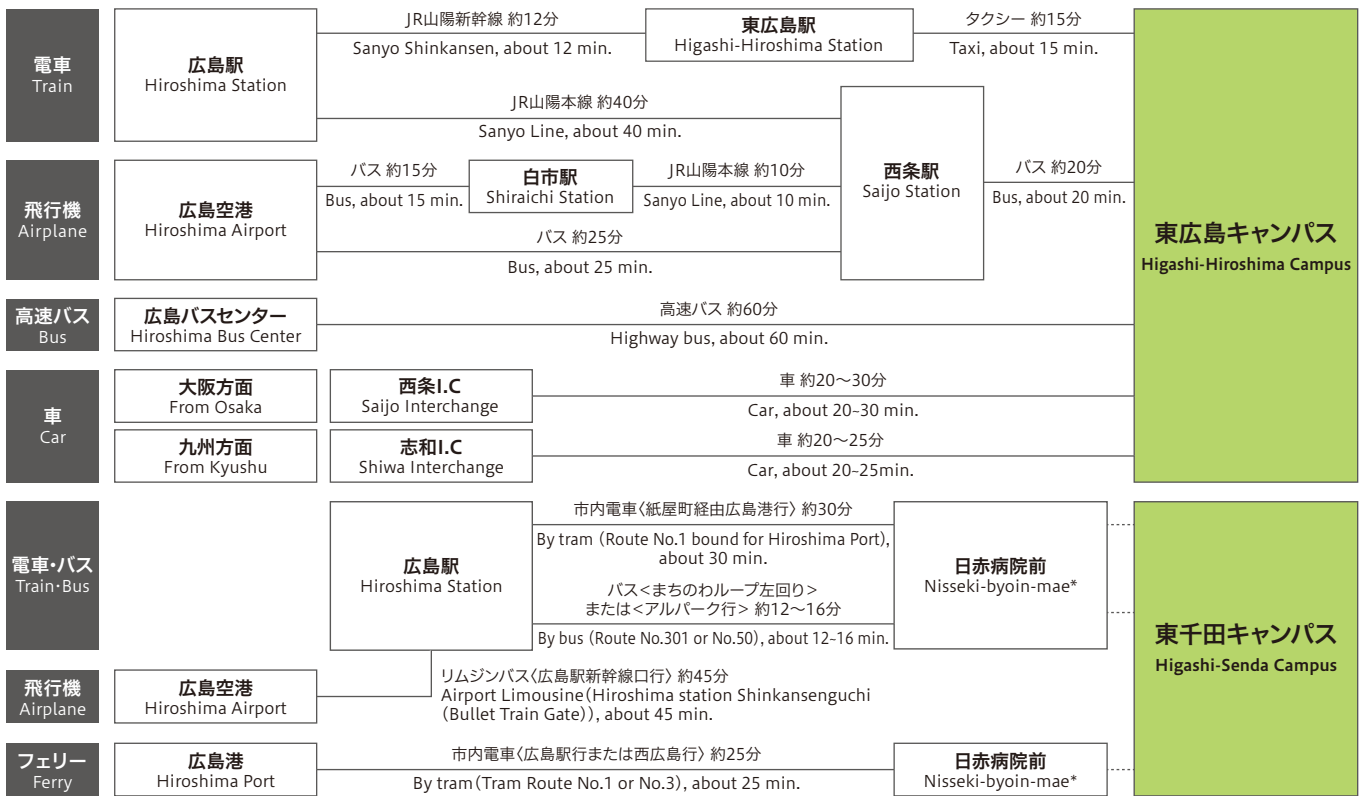 電車
Train
広島駅
Hiroshima Station
JR山陽新幹線 約12分
Sanyo Shinkansen, about 12 min.
東広島駅
Higashi-Hiroshima Station
タクシー 約15分
Taxi, about 15 min.
JR山陽本線 約40分
Sanyo Line, about 40 min.
飛行機
Airplane
広島空港
Hiroshima Airport
バス 約15分
Bus, about 15 min.
白市駅
Shiraichi Station
JR山陽本線 約10分
Sanyo Line, about 10 min.
バス 約25分
Bus, about 25 min.
西条駅
Saijo Station
バス 約20分
Bus, about 20 min.
高速バス
Bus
広島バスセンター
Hiroshima Bus Center
高速バス 約60分
Highway bus, about 60 min.
車
Car
大阪方面
From Osaka
西条I.C
Saijo Interchange
車 約20～30分
Car, about 20~30 min.
九州方面
From Kyushu
志和I.C
Shiwa Interchange
車 約20～25分
Car, about 20~25min.
東広島キャンパス
Higashi-Hiroshima Campus
電車・バス
Train・Bus
広島駅
Hiroshima Station
市内電車〈紙屋町経由広島港行〉 約30分
By tram (Route No.1 bound for Hiroshima Port),
about 30 min.
バス<まちのわループ左回り>
または<アルパーク行> 約12～16分
By bus (Route No.301 or No.50), about 12~16 min.
日赤病院前
Nisseki-byoin-mae*
飛行機
Airplane
広島空港
Hiroshima Airport
リムジンバス〈広島駅新幹線口行〉 約45分
Airport Limousine(Hiroshima station Shinkansenguchi
(Bullet Train Gate)), about 45 min.
フェリー
Ferry
広島港
Hiroshima Port
市内電車〈広島駅行または西広島行〉 約25分
By tram(Tram Route No.1 or No.3), about 25 min.
日赤病院前
Nisseki-byoin-mae*
東千田キャンパス
Higashi-Senda Campus